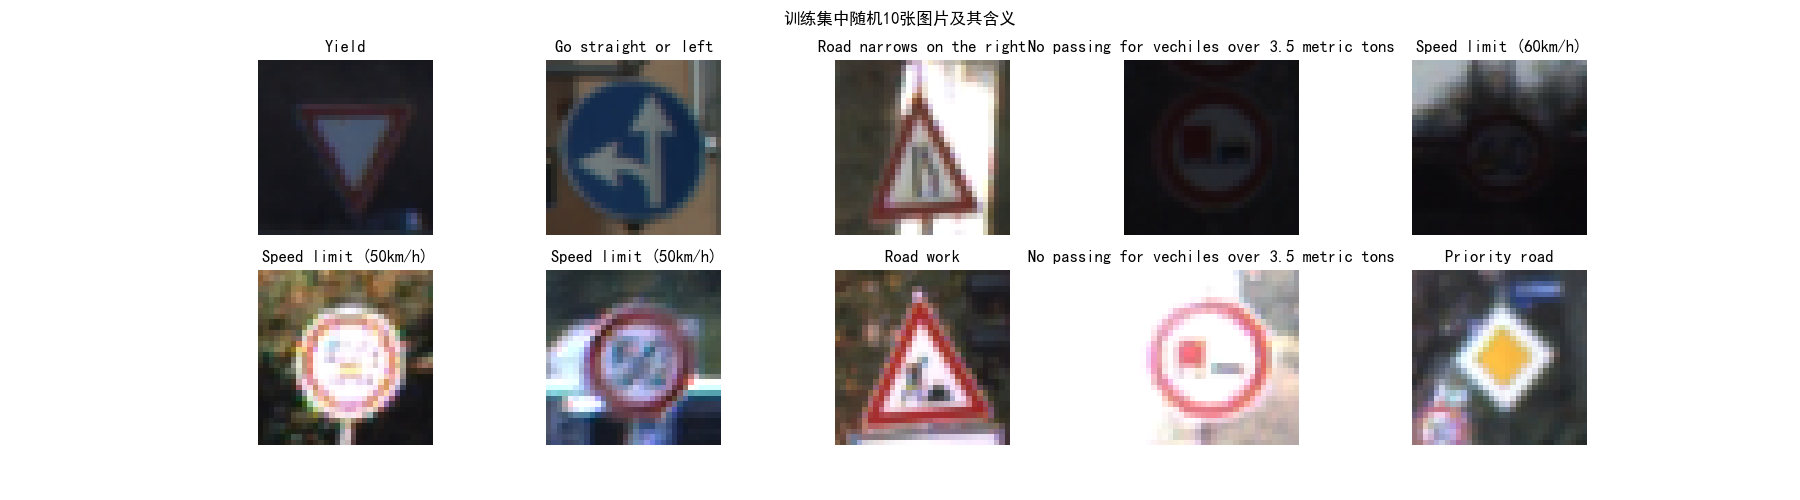 训练集中随机10张图片及其含义
Yield
Go straight or left
Road narrows on the right
No passing for vechiles over 3.5 metric tons
Speed limit (60km/h)
Speed limit (50km/h)
Speed limit (50km/h)
Road work
No passing for vechiles over 3.5 metric tons
Priority road